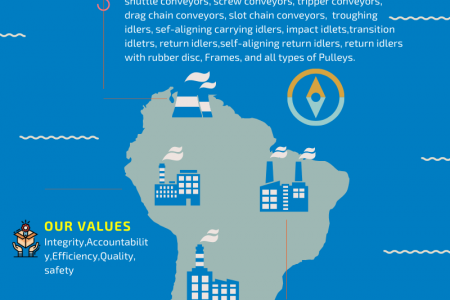 shuttle conveyors, screw conveyors, tripper conveyors,
drag chain conveyors, slot chain conveyors, troughing
idlers, sef-aligning carrying idlers, impact idlets,transition
idletrs, return idlers,self-aligning return idlers, return idlers
with rubber disc, Frames, and all types of Pulleys.
OUR VALUES
Integrity,Accountabilit
y,Efficiency,Quality,
safety